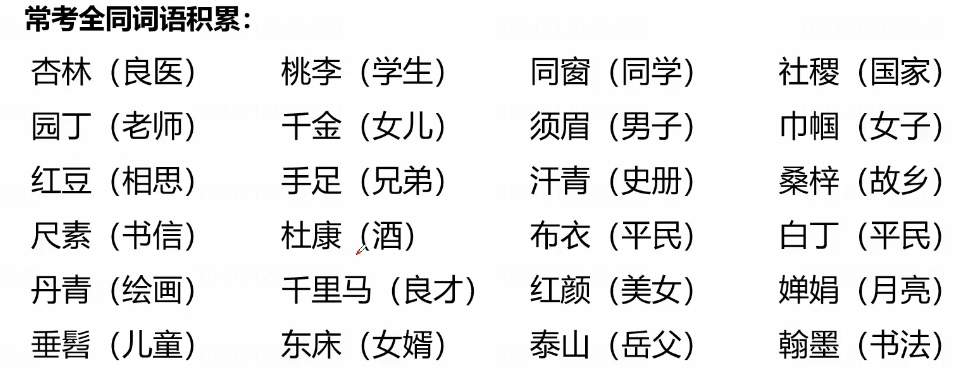 常考全同词语积累：
杏林（良医） 桃李（学生） 同窗（同学） 社稷（国家）
园丁（老师） 千金（女儿） 须眉（男子） 巾帼（女子）
红豆（相思） 手足（兄弟） 汗青（史册） 桑梓（故乡）
尺素（书信） 杜康（酒） 布衣（平民） 白丁（平民）
丹青（绘画） 千里马（良才） 红颜（美女） 婵娟（月亮）
垂髫（儿童） 东床（女婿） 泰山（岳父） 翰墨（书法）